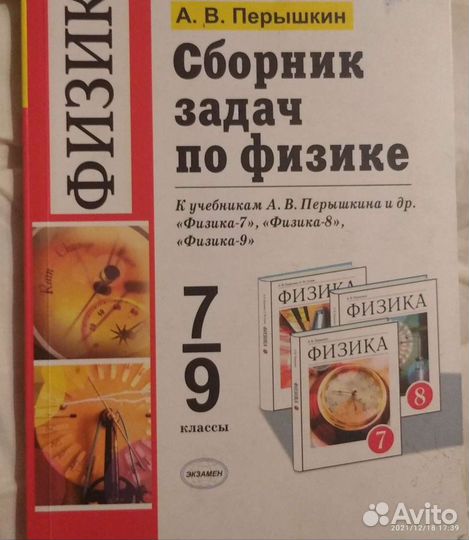 А. В. Перышкин
ФИЗИК
Сборник
задач
по физике
К учебникам А. В. Перышкина и др.
«Физика-7», «Физика-8»,
«Физика-9»
7
9
классы
ФИЗИКА
ФИЗИКА
8
ФИЗИКА
7
ЭКЗАМЕН
Avito
2021/12/18 17:39